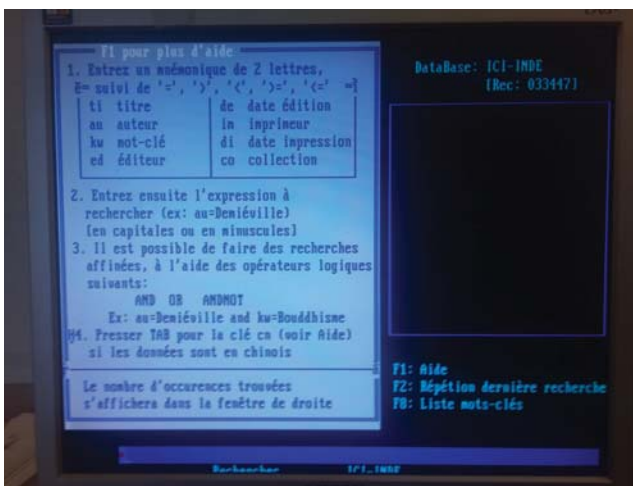 F1 pour plus d'aide
1. Entrez un mnémonique de 2 lettres,
suivi de '=', '>', '<', '>=', '<='
ti titre de date édition
au auteur im imprimeur
kw mot-clé di date impression
ed éditeur co collection
2. Entrez ensuite l'expression à
rechercher (ex: au=Demiéville)
[en capitales ou en minuscules]
3. Il est possible de faire des recherches
affinées, à l'aide des opérateurs logiques
suivants:
AND OR ANDNOT
Ex: au=Demiéville and kw=Bouddhisme
4. Presser TAB pour la clé cn (voir Aide)
si les données sont en chinois
Le nombre d'occurences trouvées
s'affichera dans la fenêtre de droite
DataBase: ICI-INDE
[Rec: 033447]
F1: Aide
F2: Répétion dernière recherche
F8: Liste mots-clés
Rechercher ICI-INDE